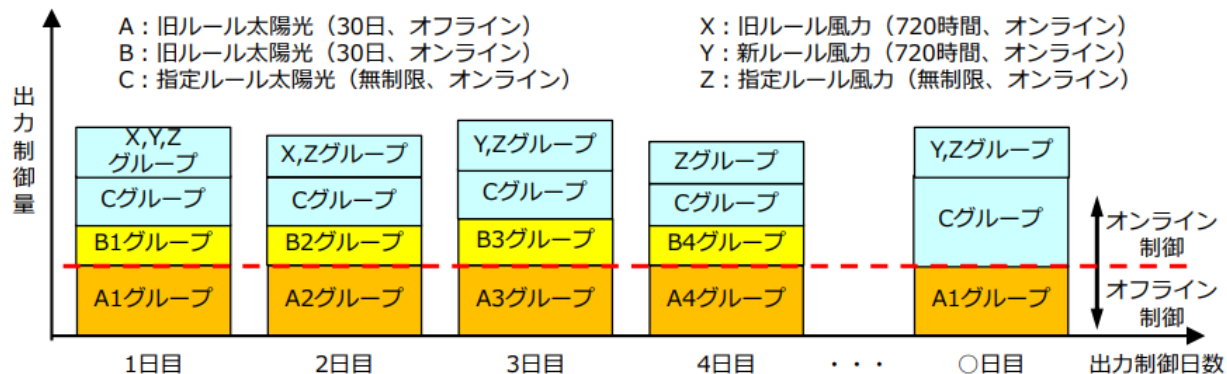 A：旧ルール太陽光（30日、オフライン）
B：旧ルール太陽光（30日、オンライン）
C：指定ルール太陽光（無制限、オンライン）
X：旧ルール風力（720時間、オンライン）
Y：新ルール風力（720時間、オンライン）
Z：指定ルール風力（無制限、オンライン）
出力制御量
X,Y,Z
グループ
Cグループ
B1グループ
A1グループ
X,Zグループ
Cグループ
B2グループ
A2グループ
Y,Zグループ
Cグループ
B3グループ
A3グループ
Zグループ
Cグループ
B4グループ
A4グループ
Y,Zグループ
Cグループ
A1グループ
オンライン
制御
オフライン
制御
1日目
2日目
3日目
4日目
・・・
○日目
出力制御日数